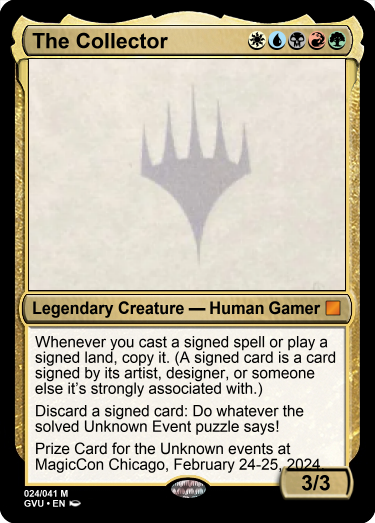 The Collector
Legendary Creature — Human Gamer
Whenever you cast a signed spell or play a
signed land, copy it. (A signed card is a card
signed by its artist, designer, or someone
else it's strongly associated with.)
Discard a signed card: Do whatever the
solved Unknown Event puzzle says!
Prize Card for the Unknown events at
MagicCon Chicago, February 24-25, 2024
3/3
024/041 M
GVU • EN